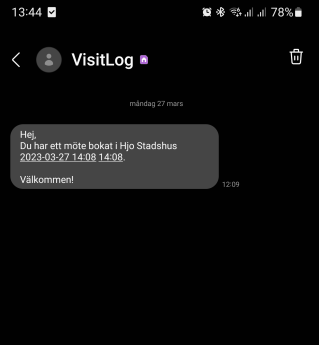 13:44
78%
VisitLog
måndag 27 mars
Hej,
Du har ett möte bokat i Hjo Stadshus
2023-03-27 14:08 14:08.
Välkommen!
12:09